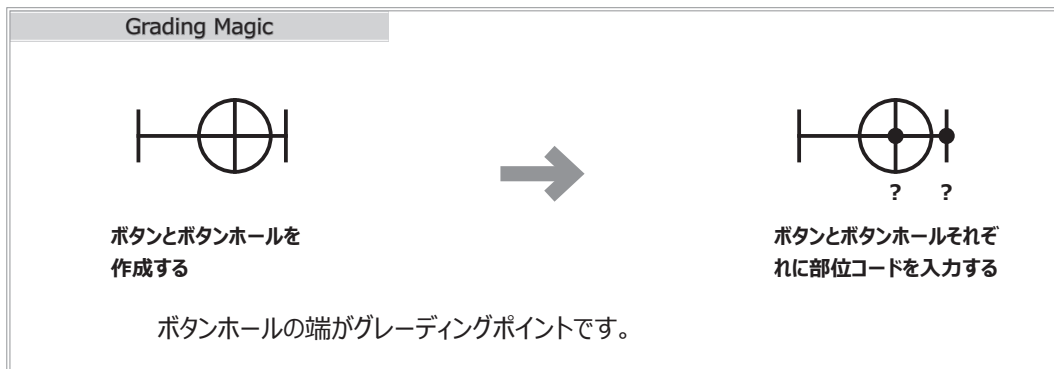 Grading Magic
? ?
ボタンとボタンホールを
作成する
ボタンとボタンホールそれぞ
れに部位コードを入力する
ボタンホールの端がグレーディングポイントです。